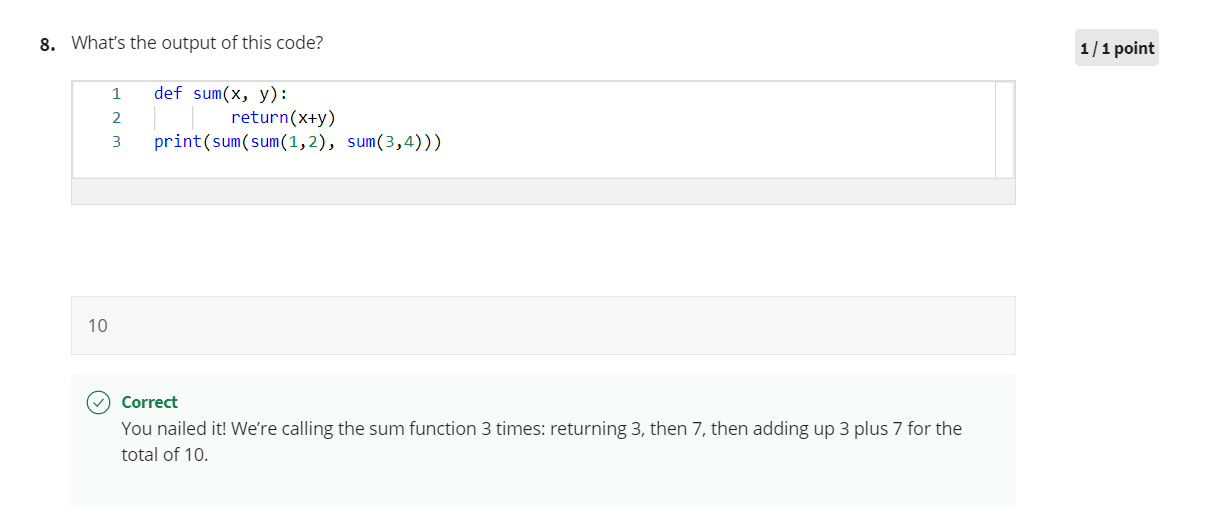 8. What's the output of this code?
1 / 1 point
1 def sum(x, y):
2 return(x+y)
3 print(sum(sum(1,2), sum(3,4)))
10
Correct
You nailed it! We're calling the sum function 3 times: returning 3, then 7, then adding up 3 plus 7 for the
total of 10.